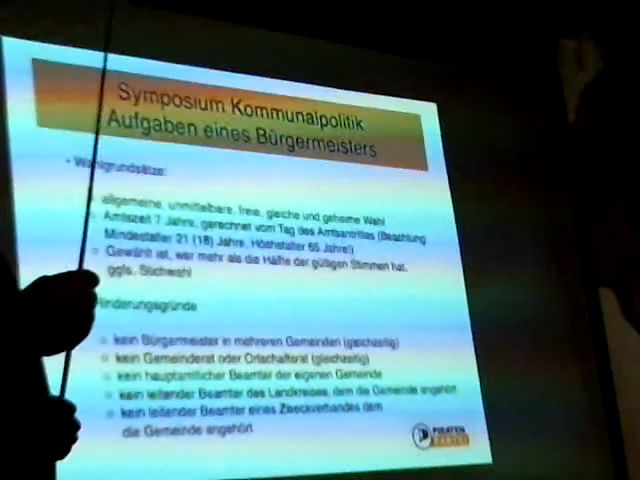 Symposium Kommunalpolitik
Aufgaben eines Bürgermeisters
Wahlgrundsätze:
allgemeine, unmittelbare, freie, gleiche und geheime Wahl
Amtszeit 7 Jahre, gerechnet vom Tag des Amtsantrittes (Beachtung
Mindestalter 21 (18) Jahre, Höchstalter 65 Jahre!)
Gewählt ist, wer mehr als die Hälfte der gültigen Stimmen hat,
ggfls. Stichwahl
Hinderungsgründe
kein Bürgermeister in mehreren Gemeinden (gleichzeitig)
kein Gemeinderat oder Ortschaftsrat (gleichzeitig)
kein hauptamtlicher Beamter der eigenen Gemeinde
kein leitender Beamter des Landkreises, dem die Gemeinde angehört
kein leitender Beamter eines Zweckverbandes dem
die Gemeinde angehört
PIRATEN
PARTEI